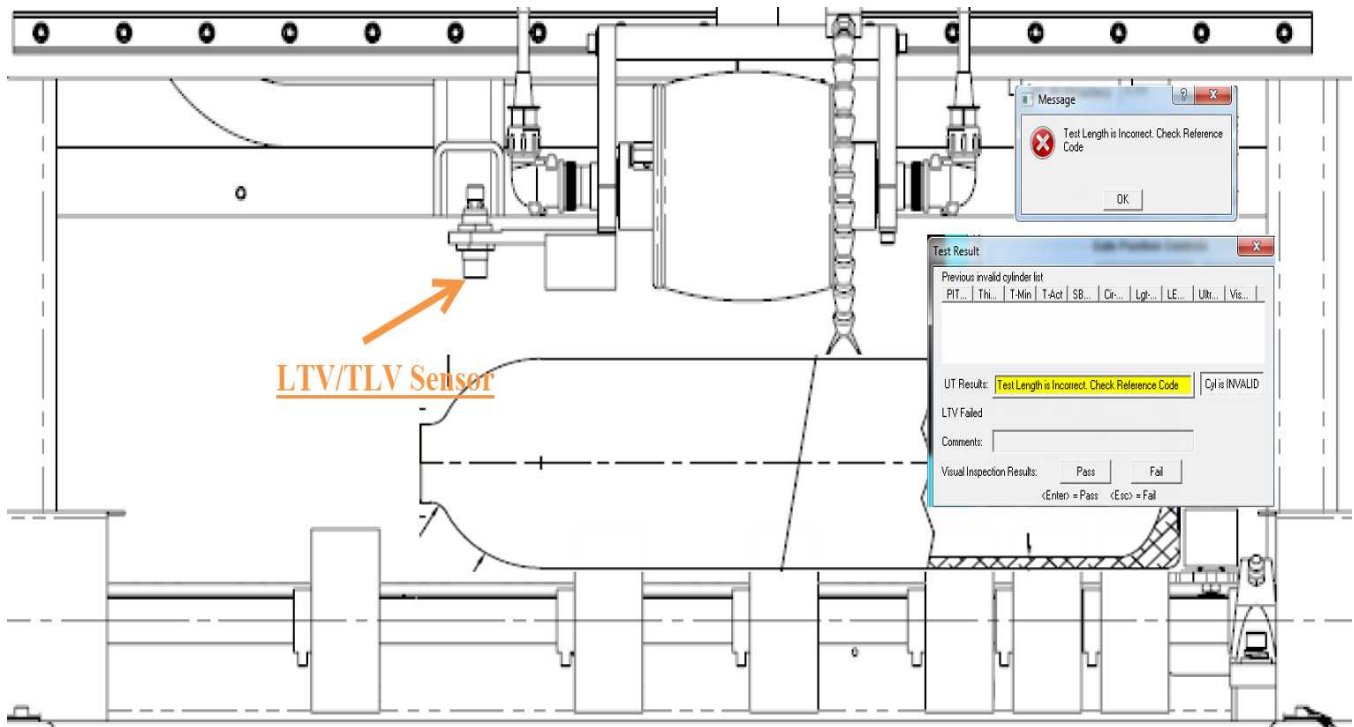 Message
Test Length is Incorrect. Check Reference
Code
OK
Test Result
Previous invalid cylinder list
PIT... Thi... T-Min T-Act SB... Cir-... Lgt-... LE... Ultr... Vis...
LTV/TLV Sensor
UT Results: Test Length is Incorrect. Check Reference Code Cyl is INVALID
LTV Failed
Comments:
Visual Inspection Results: Pass Fail
<Enter> = Pass <Esc> = Fail